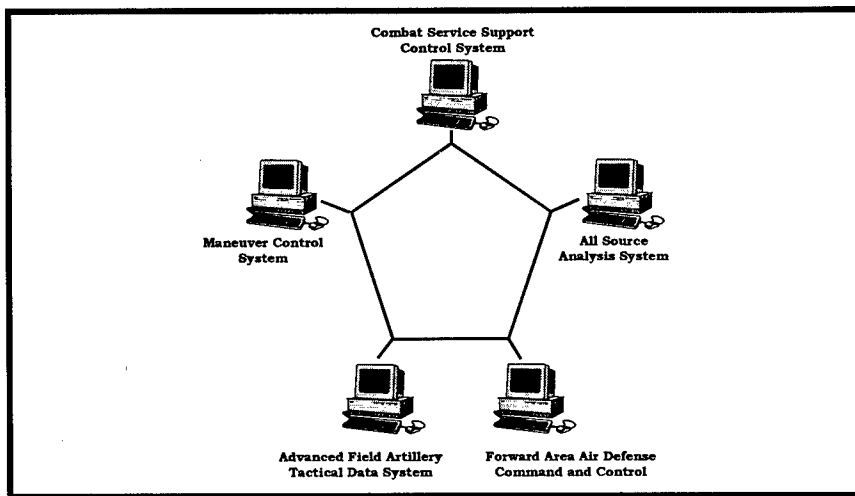 Combat Service Support
Control System
Maneuver Control
System
All Source
Analysis System
Advanced Field Artillery
Tactical Data System
Forward Area Air Defense
Command and Control